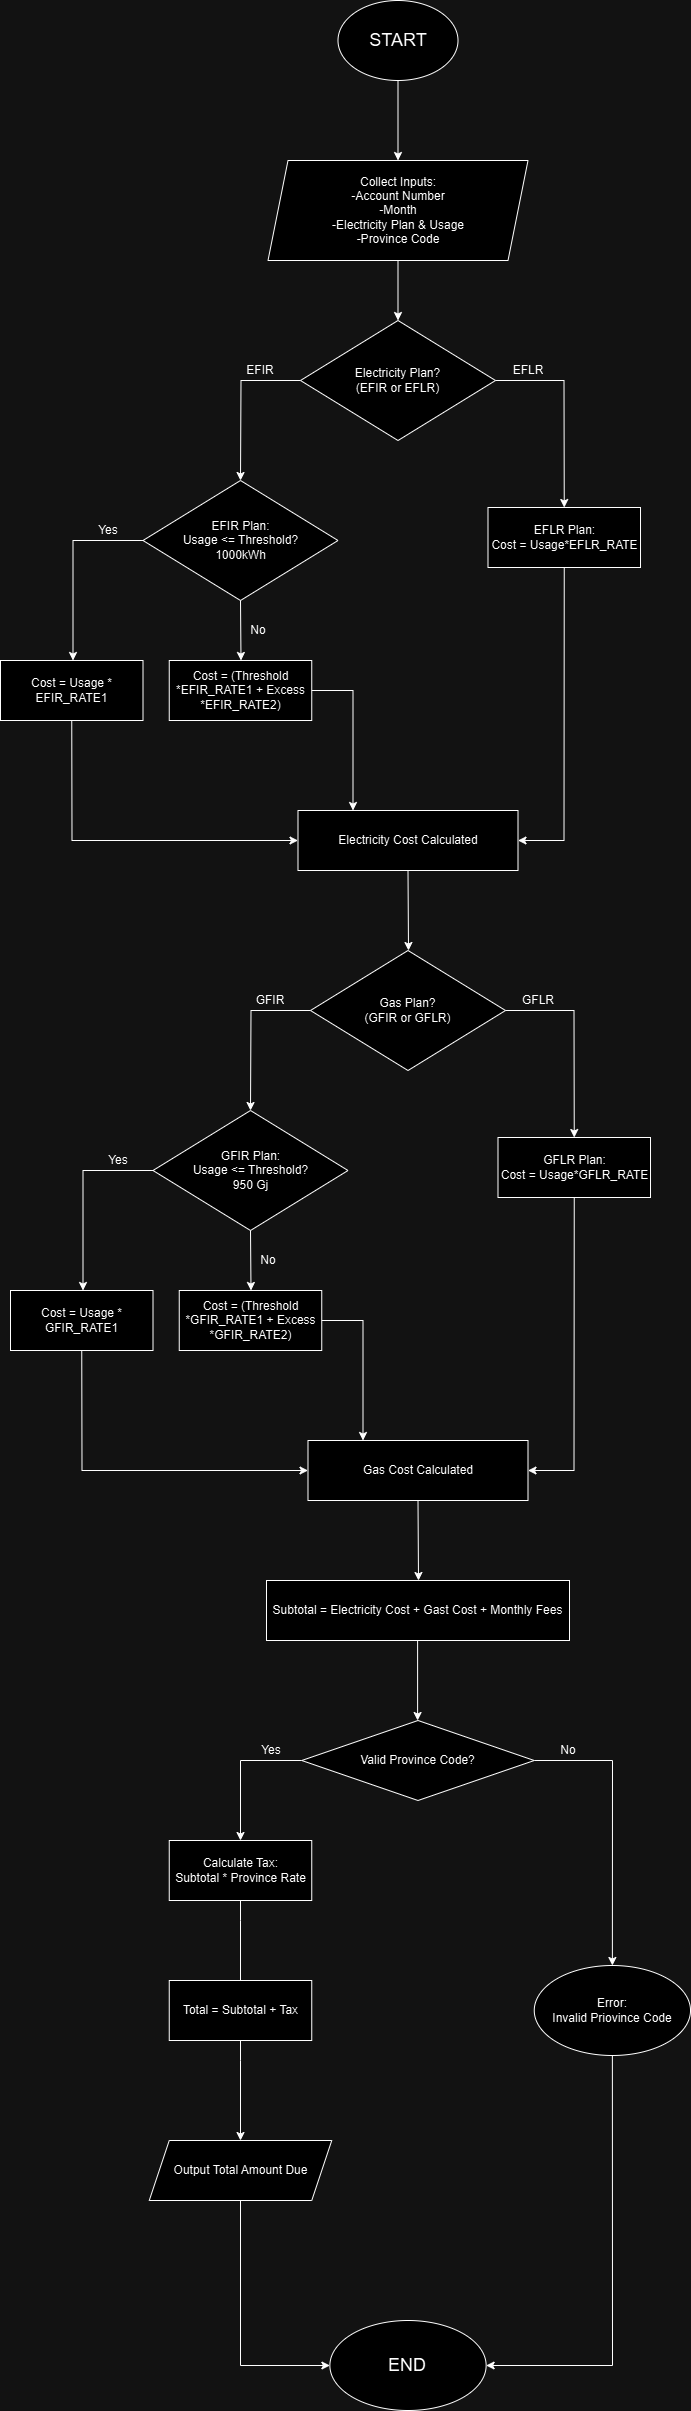 START
Collect Inputs:
-Account Number
-Month
-Electricity Plan & Usage
-Province Code
Electricity Plan?
(EFIR or EFLR)
EFIR
EFLR
EFIR Plan:
Usage <= Threshold?
1000kWh
Yes
No
EFLR Plan:
Cost = Usage*EFLR_RATE
Cost = Usage *
EFIR_RATE1
Cost = (Threshold
*EFIR_RATE1 + Excess
*EFIR_RATE2)
Electricity Cost Calculated
Gas Plan?
(GFIR or GFLR)
GFIR
GFLR
GFIR Plan:
Usage <= Threshold?
950 Gj
Yes
No
GFLR Plan:
Cost = Usage*GFLR_RATE
Cost = Usage *
GFIR_RATE1
Cost = (Threshold
*GFIR_RATE1 + Excess
*GFIR_RATE2)
Gas Cost Calculated
Subtotal = Electricity Cost + Gast Cost + Monthly Fees
Valid Province Code?
Yes
No
Calculate Tax:
Subtotal * Province Rate
Total = Subtotal + Tax
Error:
Invalid Priovince Code
Output Total Amount Due
END